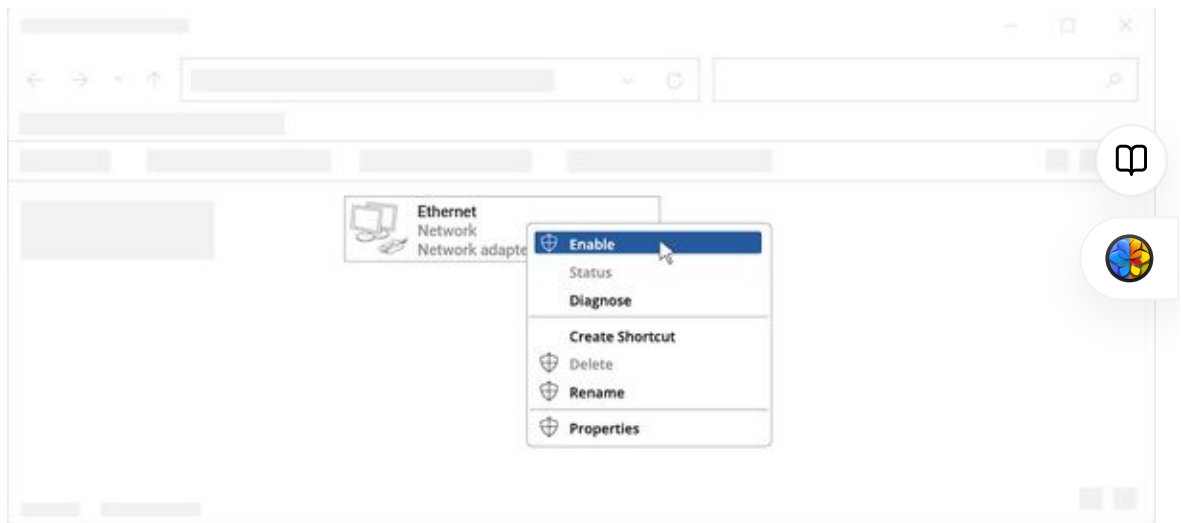 Ethernet
Network
Network adapte
Enable
Status
Diagnose
Create Shortcut
Delete
Rename
Properties